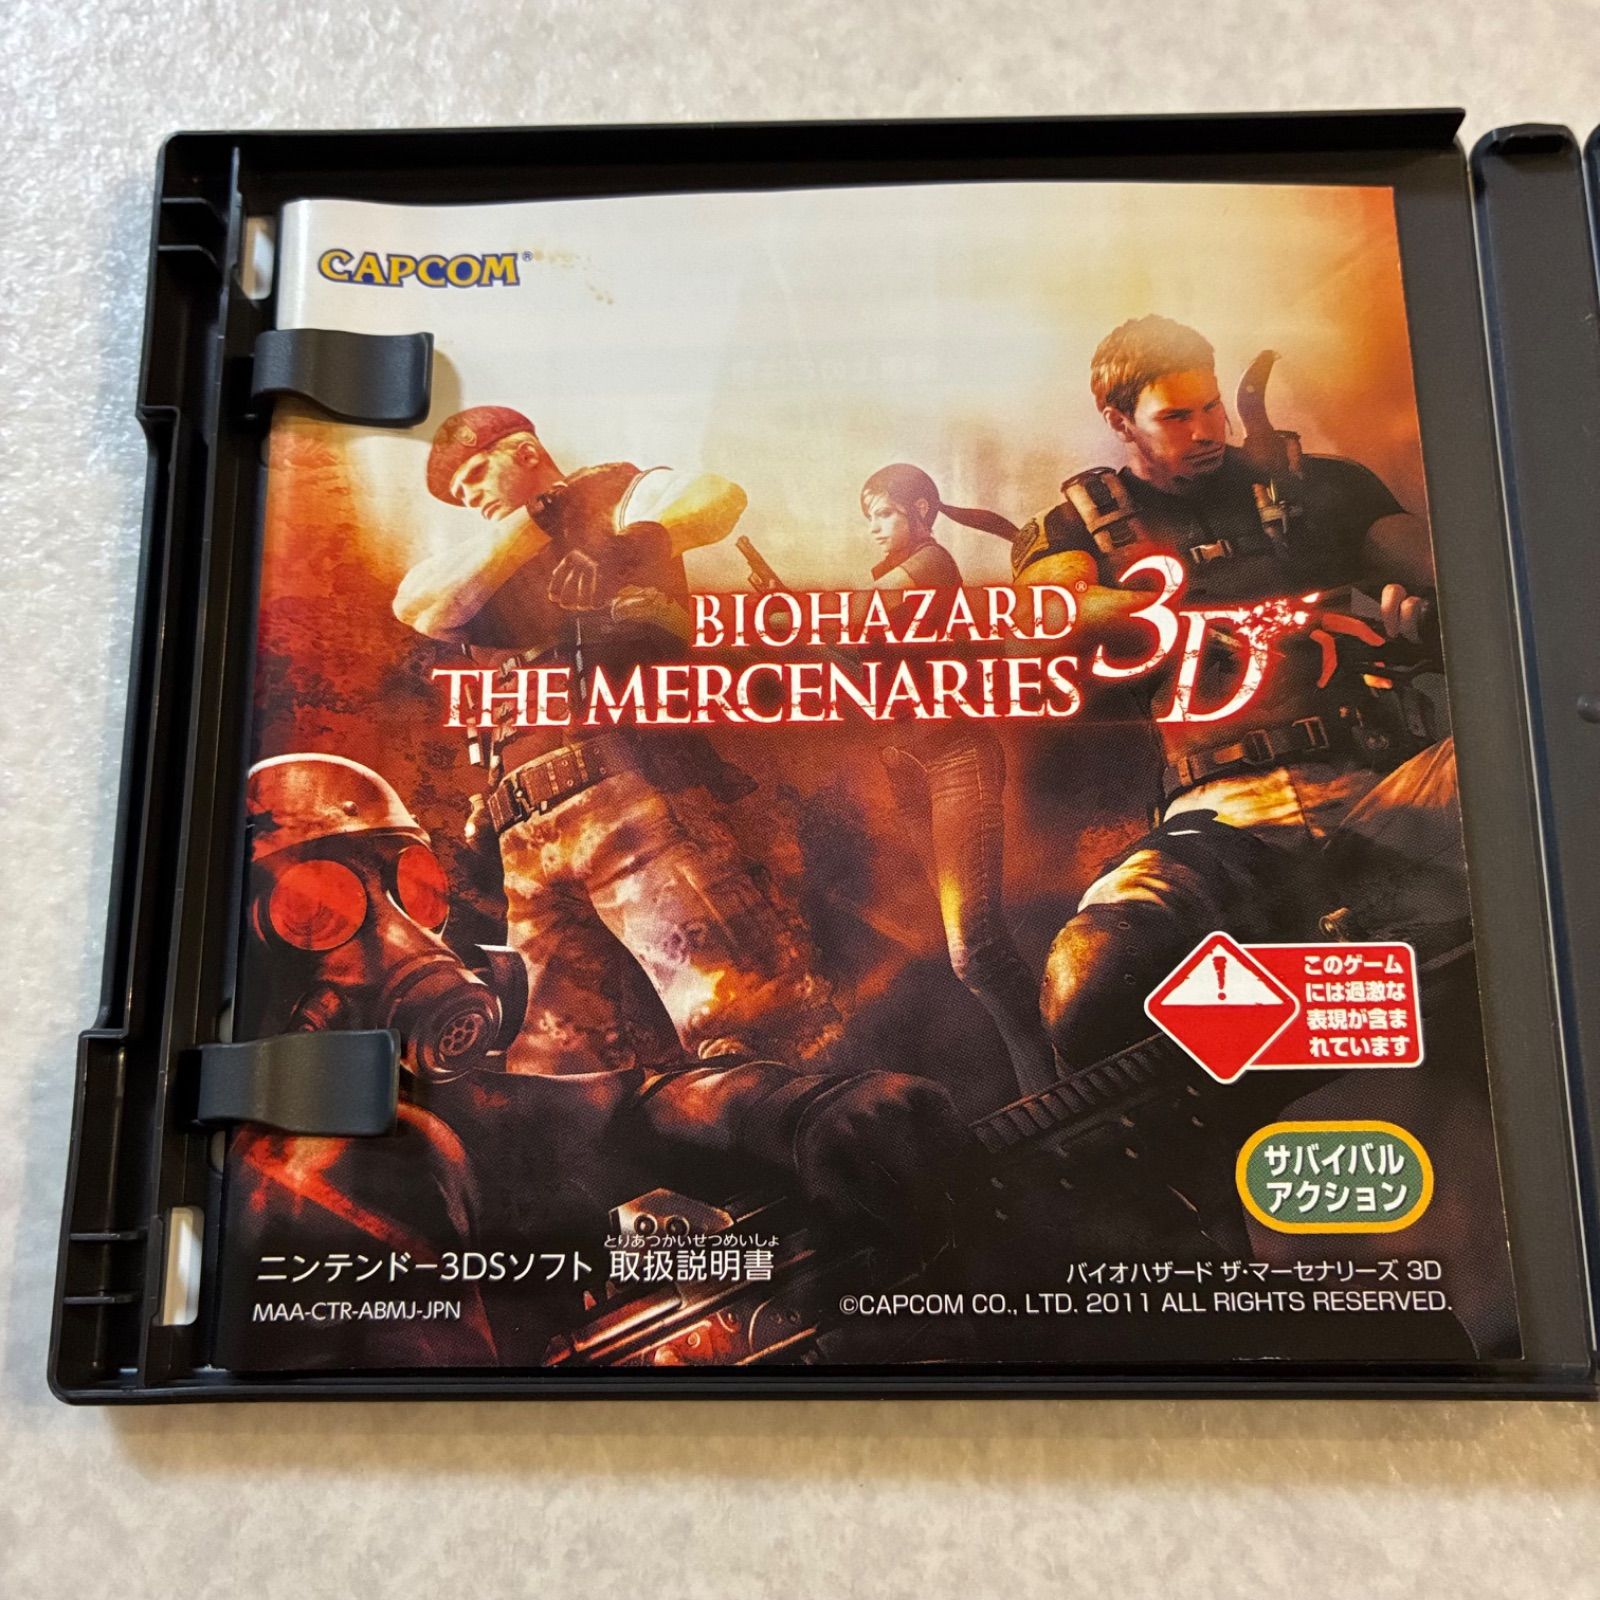 CAPCOM®
BIOHAZARD®
THE MERCENARIES 3D
このゲーム
には過激な
表現が含ま
れています
サバイバル
アクション
とりあつかいせつめいしょ
ニンテンドー3DSソフト 取扱説明書
MAA-CTR-ABMJ-JPN
バイオハザード ザ・マーセナリーズ 3D
©CAPCOM CO., LTD. 2011 ALL RIGHTS RESERVED.